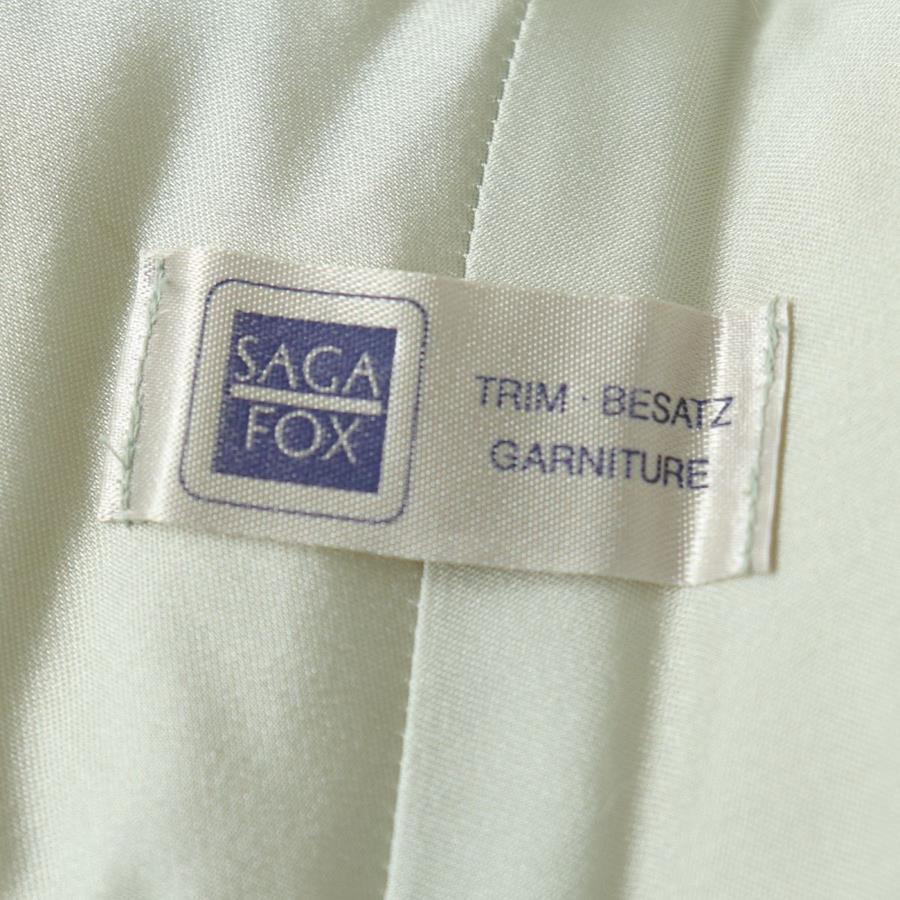 SAGA
FOX
TRIM · BESATZ
GARNITURE